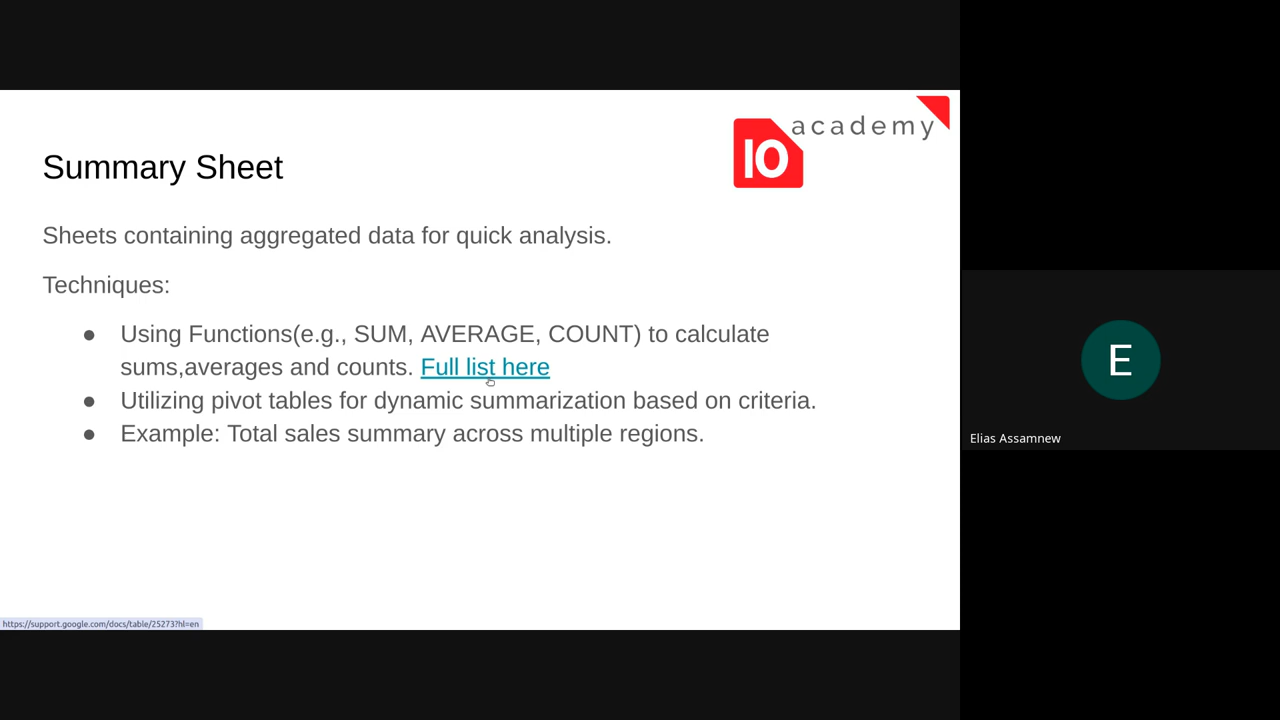 academy
10
Summary Sheet
Sheets containing aggregated data for quick analysis.
Techniques:
● Using Functions(e.g., SUM, AVERAGE, COUNT) to calculate
sums,averages and counts. Full list here
● Utilizing pivot tables for dynamic summarization based on criteria.
● Example: Total sales summary across multiple regions.
https://support.google.com/docs/table/25273?hl=en
E
Elias Assamnew